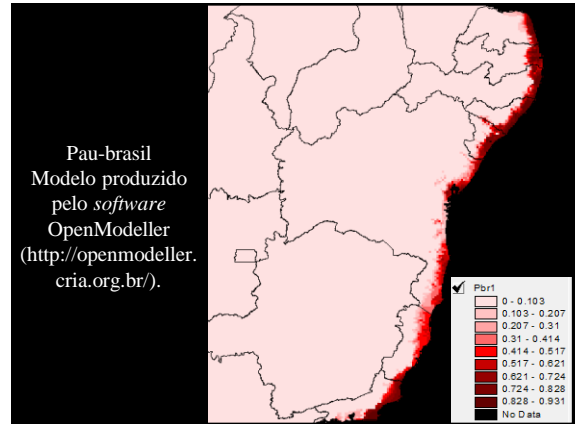 Pau-brasil
Modelo produzido
pelo software
OpenModeller
(http://openmodeller.
cria.org.br/).
Pbr1
0 - 0.103
0.103 - 0.207
0.207 - 0.31
0.31 - 0.414
0.414 - 0.517
0.517 - 0.621
0.621 - 0.724
0.724 - 0.828
0.828 - 0.931
No Data